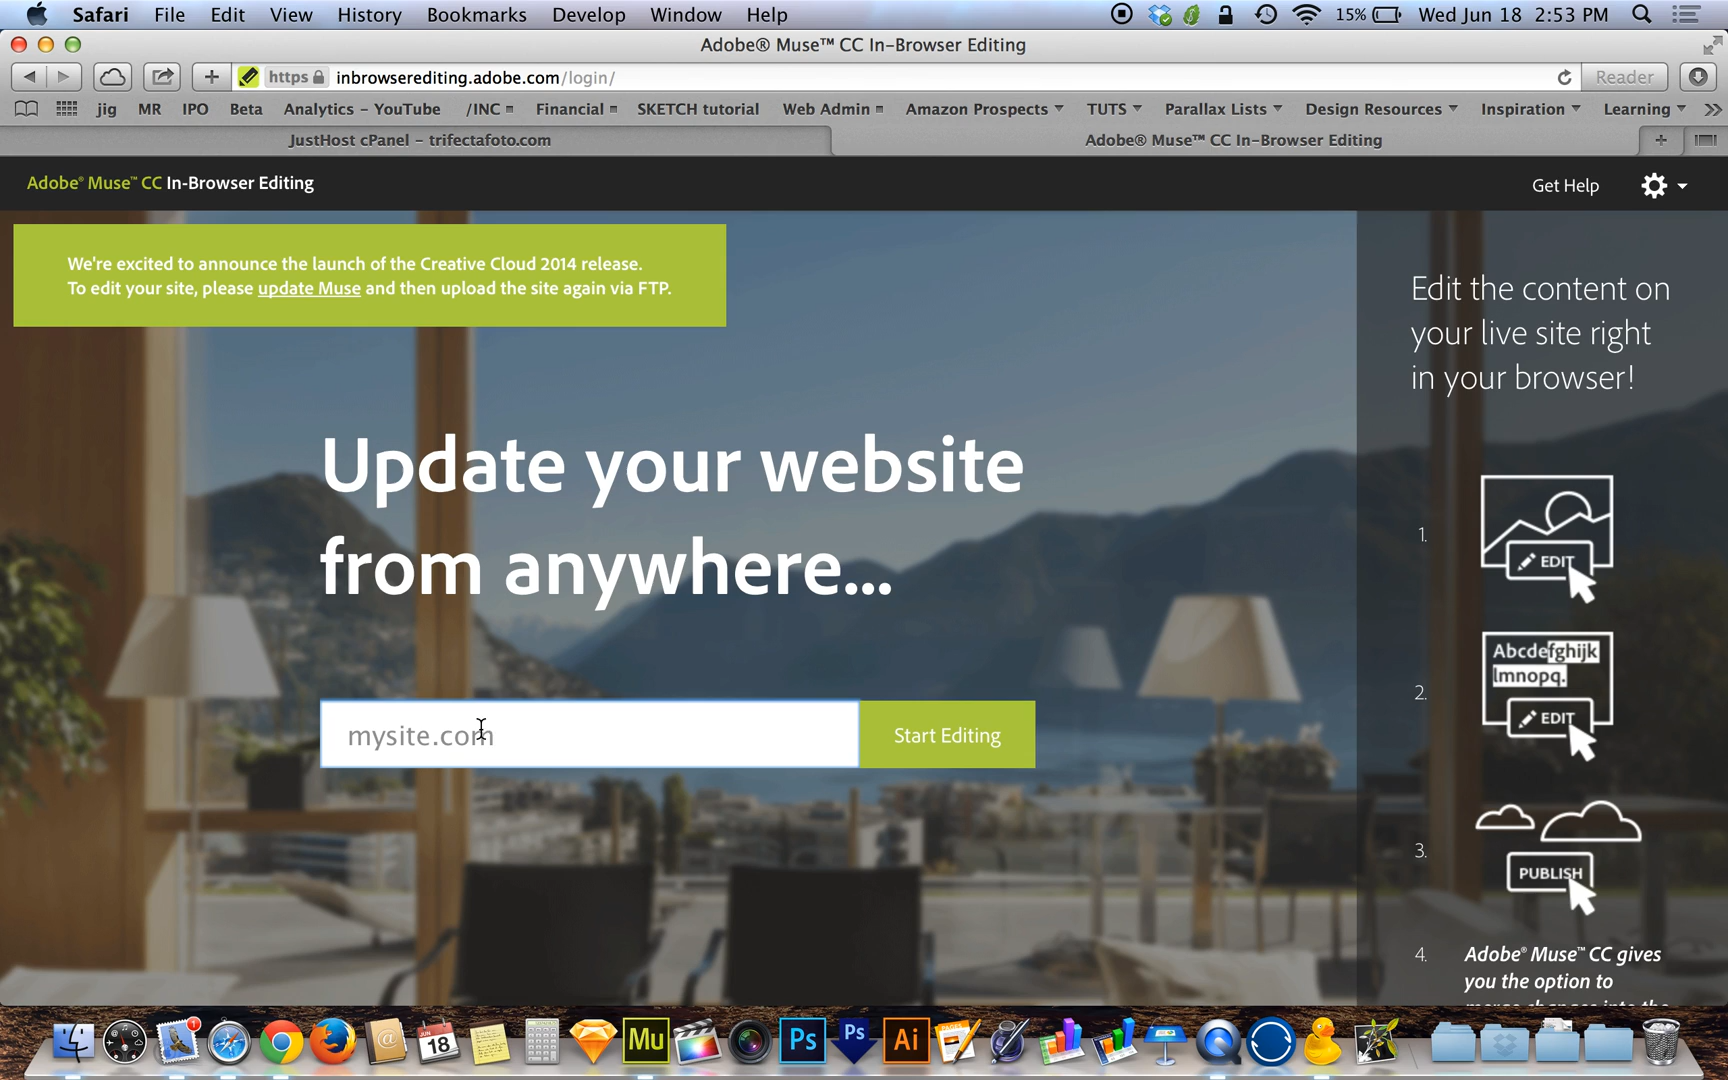 Safari File Edit View History Bookmarks Develop Window Help 15% Wed Jun 18 2:53 PM
Adobe® Muse™ CC In-Browser Editing
https inbrowserediting.adobe.com/login/ Reader
jig MR IPO Beta Analytics – YouTube /INC Financial SKETCH tutorial Web Admin Amazon Prospects TUTS Parallax Lists Design Resources Inspiration Learning
JustHost cPanel – trifectafoto.com Adobe® Muse™ CC In-Browser Editing
Adobe® Muse™ CC In-Browser Editing Get Help
We're excited to announce the launch of the Creative Cloud 2014 release.
To edit your site, please update Muse and then upload the site again via FTP.
Update your website
from anywhere...
mysite.com Start Editing
Edit the content on
your live site right
in your browser!
1.
EDIT
Abcdefghijk
lmnopq.
2.
EDIT
3.
PUBLISH
4. Adobe® Muse™ CC gives
you the option to
1
JUN
18
Mu
Ps
Ps
Ai
PAGES